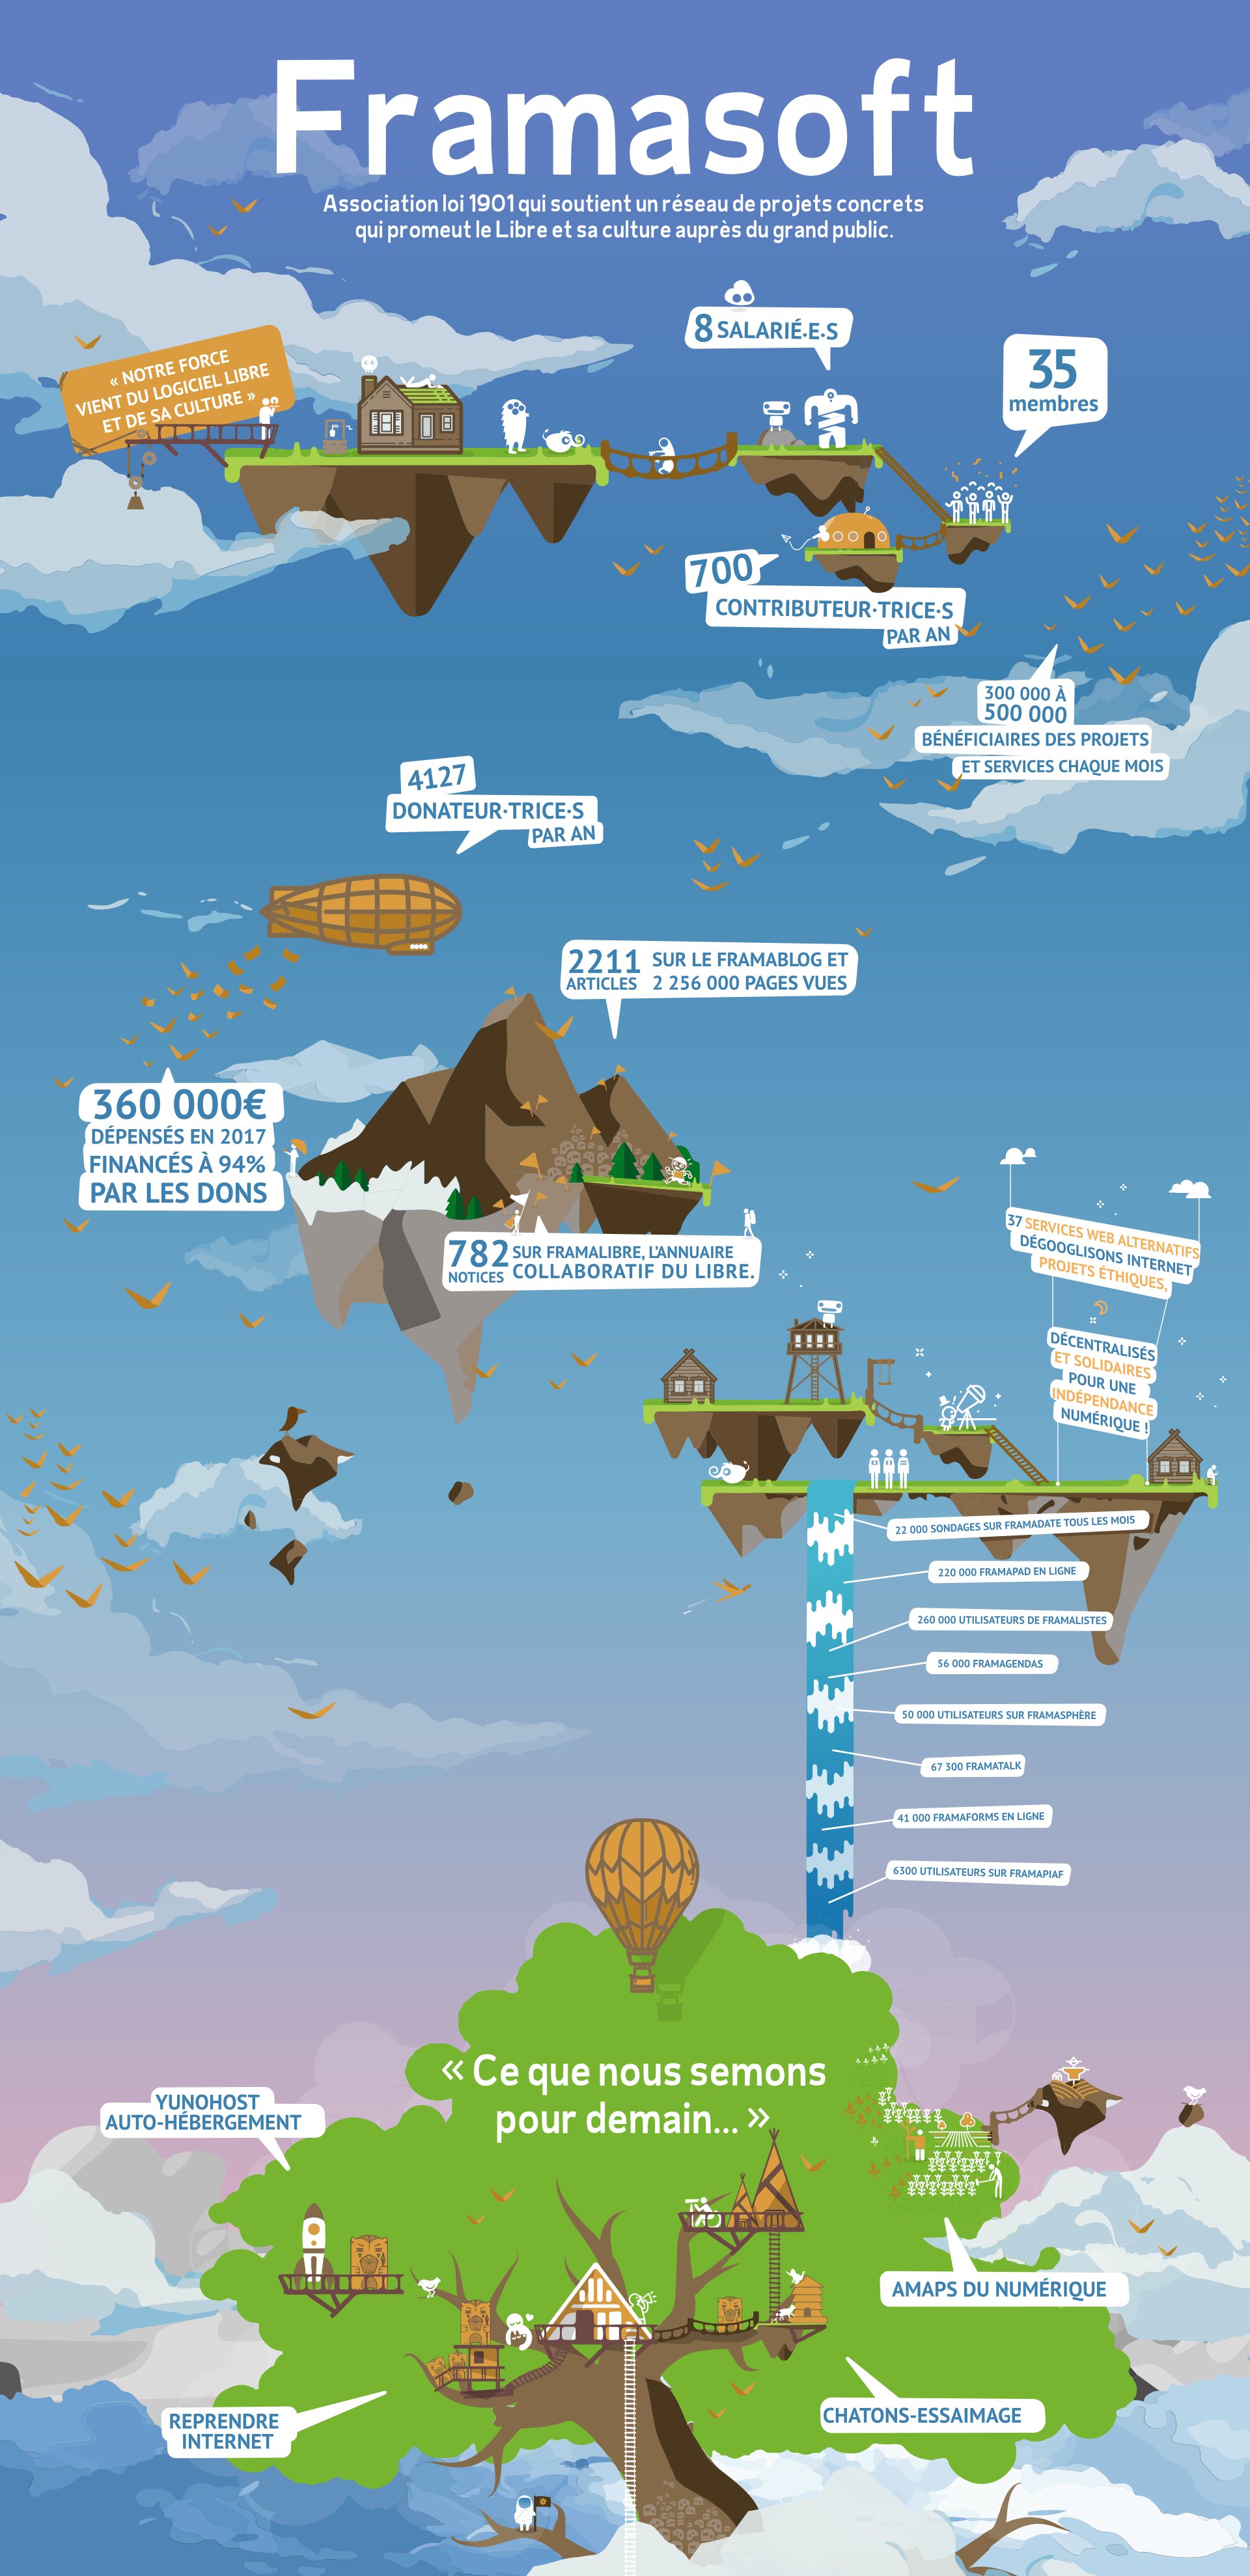 Framasoft
Association loi 1901 qui soutient un réseau de projets concrets
qui promeut le Libre et sa culture auprès du grand public.
8 SALARIÉ·E·S
35
membres
« NOTRE FORCE
VIENT DU LOGICIEL LIBRE
ET DE SA CULTURE »
700
CONTRIBUTEUR·TRICE·S
PAR AN
300 000 À
500 000
BÉNÉFICIAIRES DES PROJETS
ET SERVICES CHAQUE MOIS
4127
DONATEUR·TRICE·S
PAR AN
2211 SUR LE FRAMABLOG ET
ARTICLES 2 256 000 PAGES VUES
360 000€
DÉPENSÉS EN 2017
FINANCÉS À 94%
PAR LES DONS
782 SUR FRAMALIBRE, L'ANNUAIRE
NOTICES COLLABORATIF DU LIBRE.
37 SERVICES WEB ALTERNATIFS
DÉGOOGLISONS INTERNET
PROJETS ÉTHIQUES,
DÉCENTRALISÉS
ET SOLIDAIRES
POUR UNE
INDÉPENDANCE
NUMÉRIQUE !
22 000 SONDAGES SUR FRAMADATE TOUS LES MOIS
220 000 FRAMAPAD EN LIGNE
260 000 UTILISATEURS DE FRAMALISTES
56 000 FRAMAGENDAS
50 000 UTILISATEURS SUR FRAMASPHÈRE
67 300 FRAMATALK
41 000 FRAMAFORMS EN LIGNE
6300 UTILISATEURS SUR FRAMAPIAF
« Ce que nous semons
pour demain... »
YUNOHOST
AUTO-HÉBERGEMENT
AMAPS DU NUMÉRIQUE
REPRENDRE
INTERNET
CHATONS-ESSAIMAGE